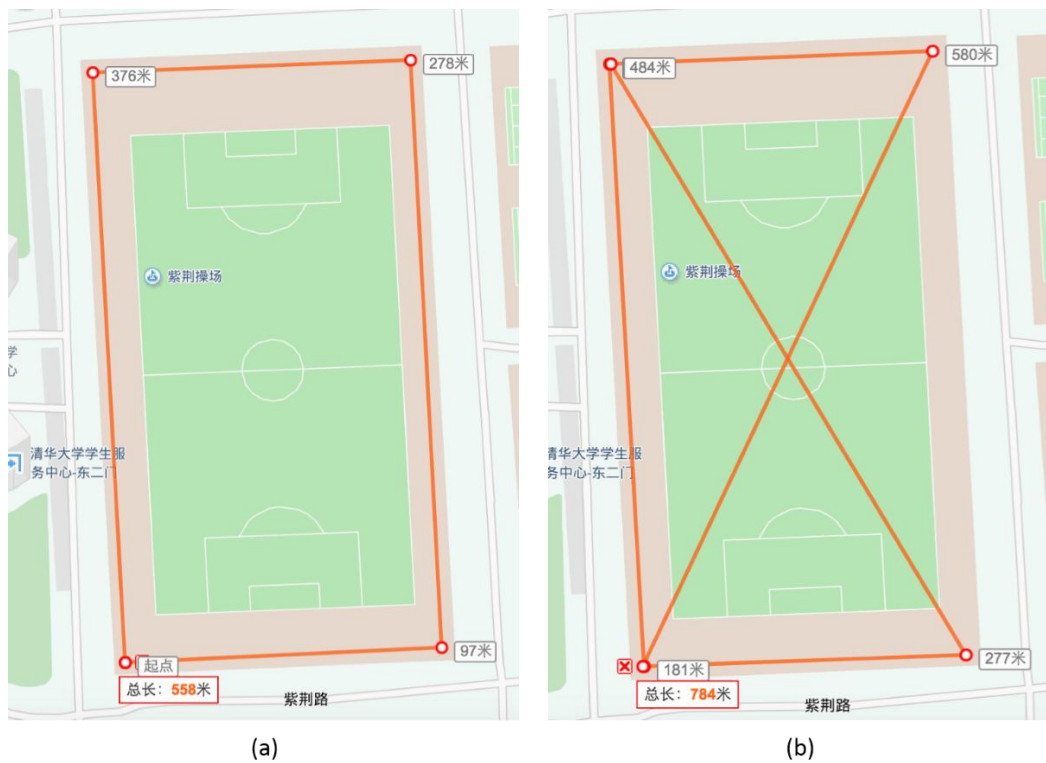 376米
278米
紫荆操场
学
心
清华大学学生服
务中心-东二门
起点
97米
总长：558米
紫荆路
(a)
484米
580米
紫荆操场
清华大学学生服
务中心-东二门
181米
277米
总长：784米
紫荆路
(b)